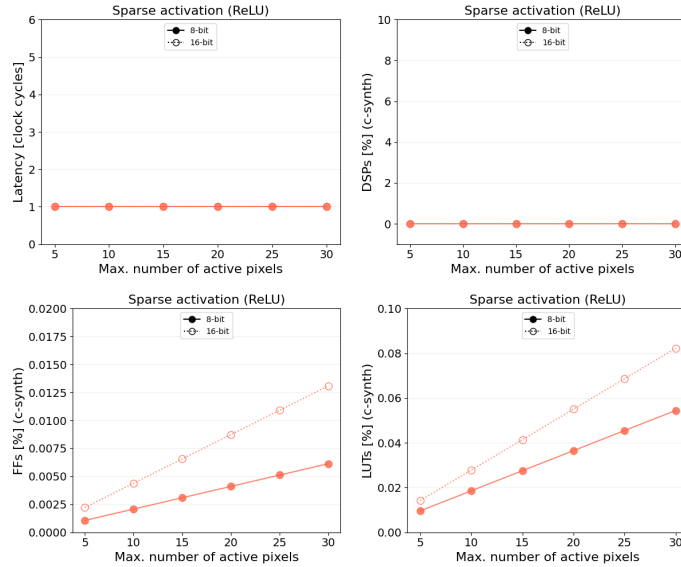 Sparse activation (ReLU)
8-bit
16-bit
Latency [clock cycles]
6
5
4
3
2
1
0
5 10 15 20 25 30
Max. number of active pixels
Sparse activation (ReLU)
8-bit
16-bit
DSPs [%] (c-synth)
10
8
6
4
2
0
5 10 15 20 25 30
Max. number of active pixels
Sparse activation (ReLU)
8-bit
16-bit
FFs [%] (c-synth)
0.0200
0.0175
0.0150
0.0125
0.0100
0.0075
0.0050
0.0025
0.0000
5 10 15 20 25 30
Max. number of active pixels
Sparse activation (ReLU)
8-bit
16-bit
LUTs [%] (c-synth)
0.10
0.08
0.06
0.04
0.02
0.00
5 10 15 20 25 30
Max. number of active pixels